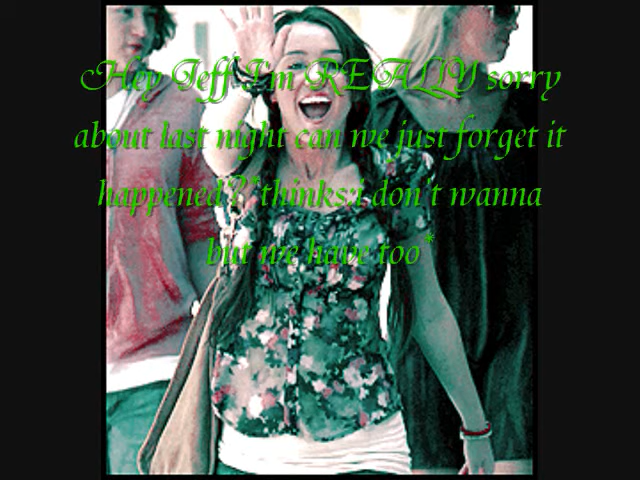 Hey Jeff I'm REALLY sorry
about last night can we just forget it
happened?*thinks:i don't wanna
but we have too*